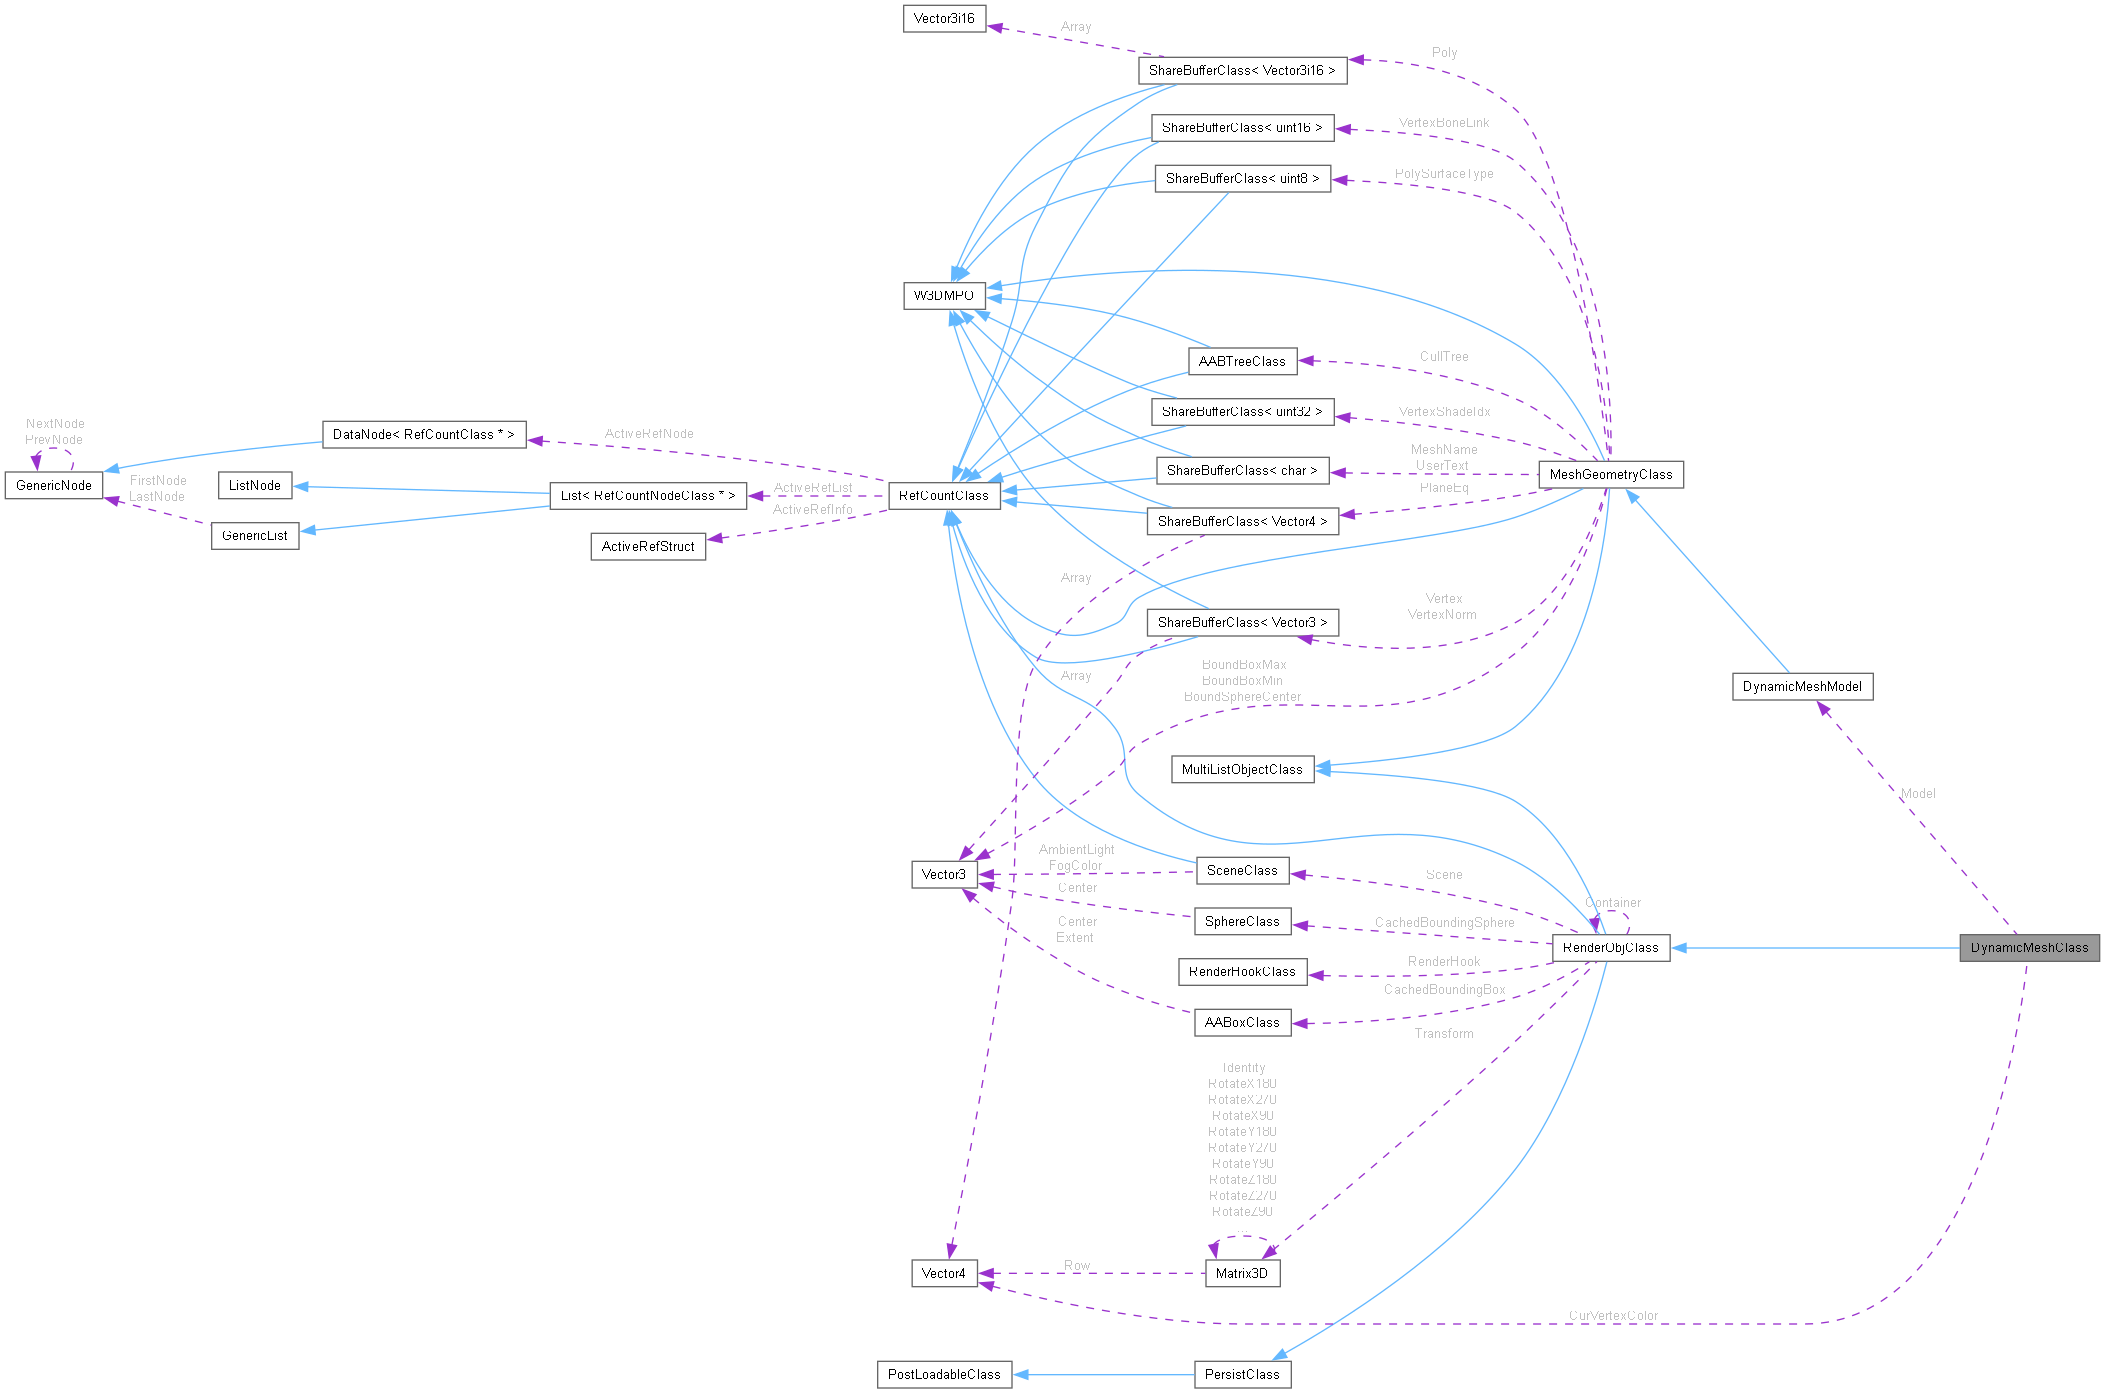 Vector3i16
Array
ShareBufferClass< Vector3i16 >
Poly
ShareBufferClass< uint16 >
VertexBoneLink
ShareBufferClass< uint8 >
PolySurfaceType
W3DMPO
AABTreeClass
CullTree
ShareBufferClass< uint32 >
VertexShadeIdx
NextNode
PrevNode
GenericNode
DataNode< RefCountClass * >
ActiveRefNode
FirstNode
LastNode
ListNode
List< RefCountNodeClass * >
ActiveRefList
ActiveRefInfo
RefCountClass
ShareBufferClass< char >
MeshName
UserText
PlaneEq
MeshGeometryClass
GenericList
ActiveRefStruct
ShareBufferClass< Vector4 >
Array
ShareBufferClass< Vector3 >
Vertex
VertexNorm
Array
BoundBoxMax
BoundBoxMin
BoundSphereCenter
DynamicMeshModel
MultiListObjectClass
Model
Vector3
AmbientLight
FogColor
SceneClass
Scene
Center
SphereClass
CachedBoundingSphere
Container
Center
Extent
RenderObjClass
DynamicMeshClass
RenderHookClass
RenderHook
CachedBoundingBox
AABoxClass
Transform
Identity
RotateX180
RotateX270
RotateX90
RotateY180
RotateY270
RotateY90
RotateZ180
RotateZ270
RotateZ90
...
Vector4
Row
Matrix3D
CurVertexColor
PostLoadableClass
PersistClass